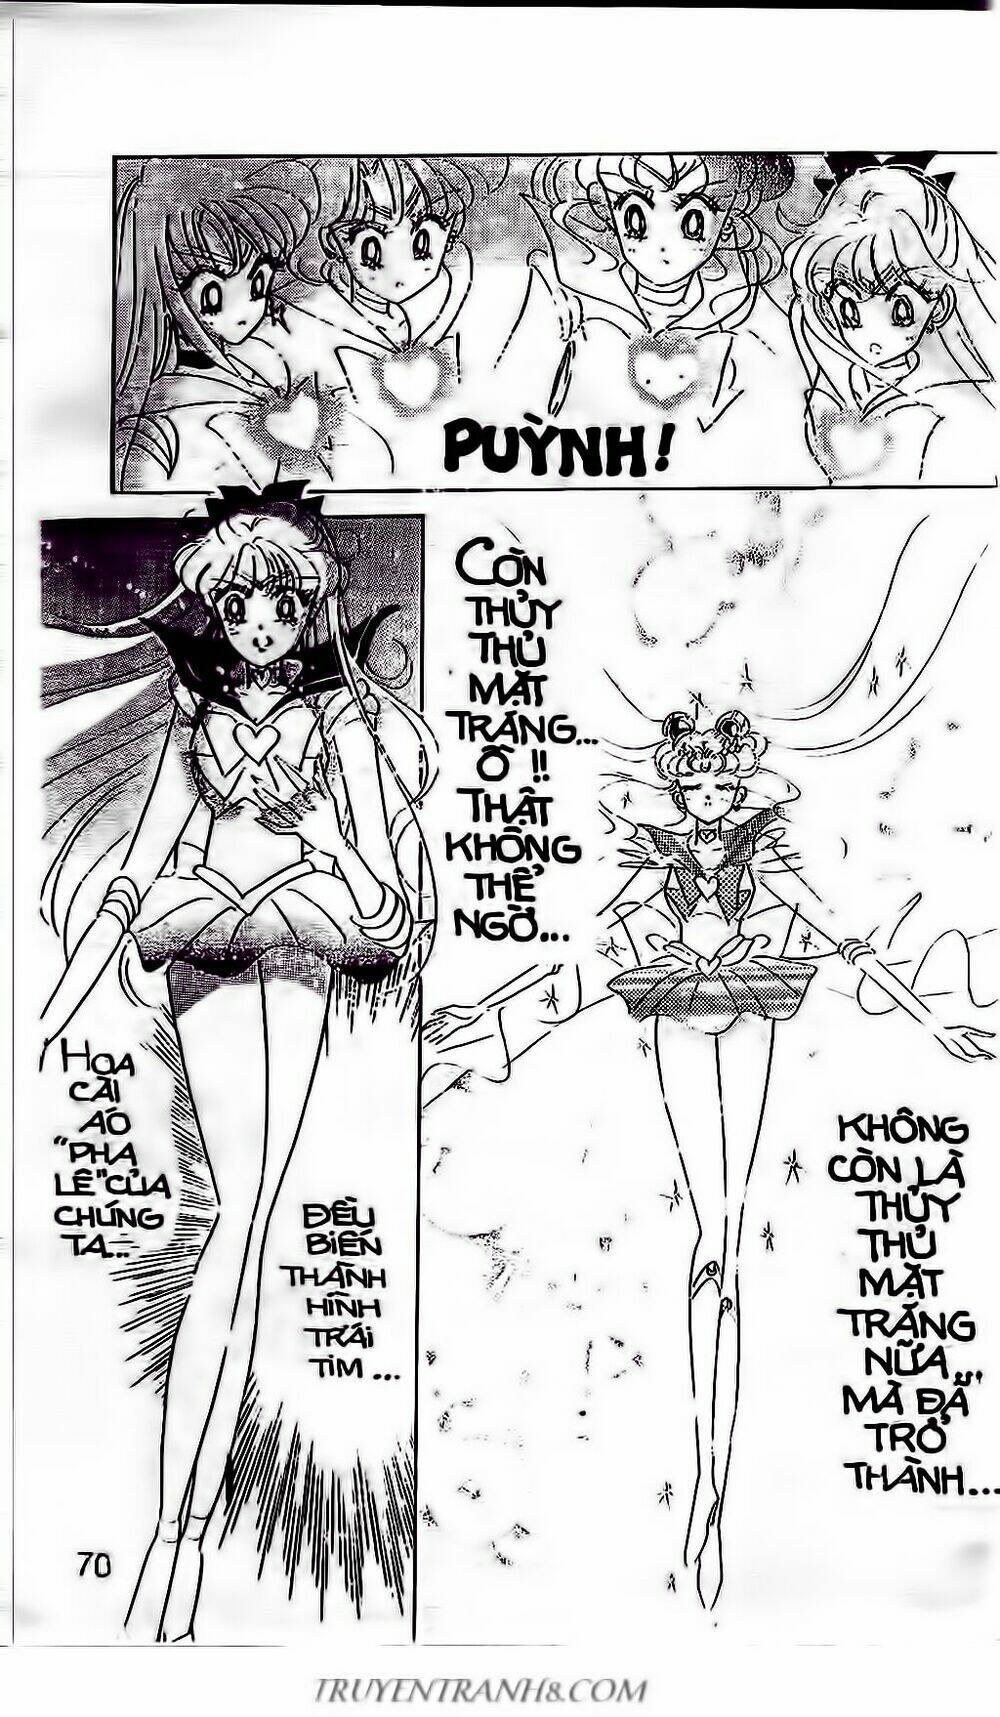 PUỲNH!
HOA
CÀI
ÁO
"PHA
LÊ" CỦA
CHÚNG
TA...
ĐỀU
BIẾN
THÀNH
HÌNH
TRÁI
TIM...
CÒN
THỦY
THỦ
MẶT
TRĂNG...
Ồ!!
THẬT
KHÔNG
THỂ
NGỜ...
KHÔNG
CÒN LÀ
THỦY
THỦ
MẶT
TRĂNG
NỮA...
MÀ ĐÃ
TRỞ
THÀNH...
70
TRUYENTRANH8.COM